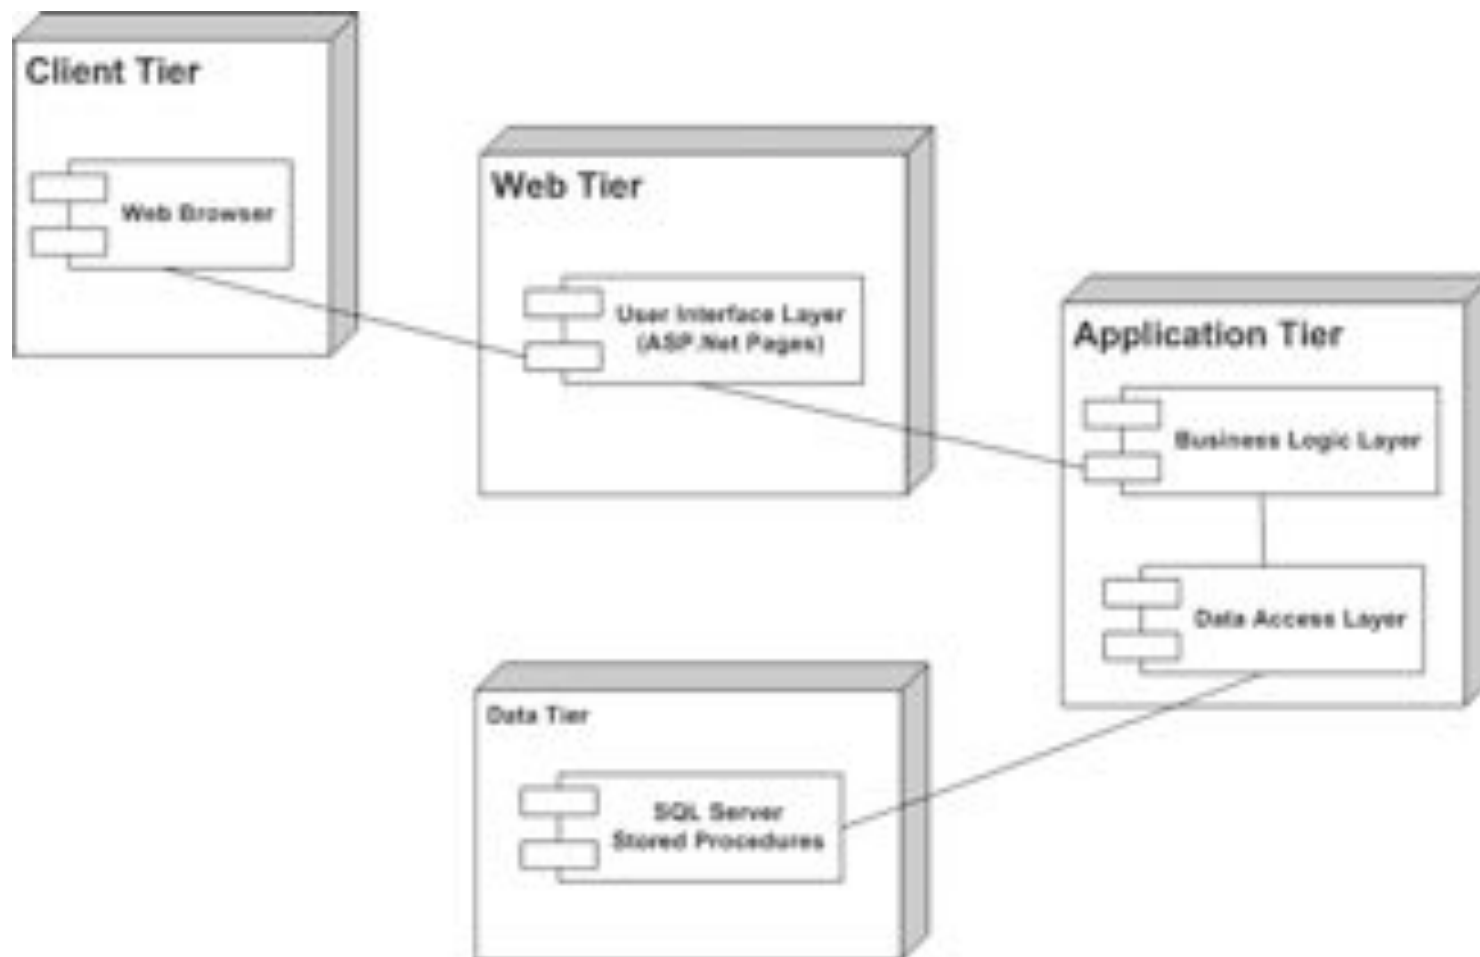 Client Tier
Web Browser
Web Tier
User Interface Layer
(ASP.Net Pages)
Application Tier
Business Logic Layer
Data Access Layer
Data Tier
SQL Server
Stored Procedures